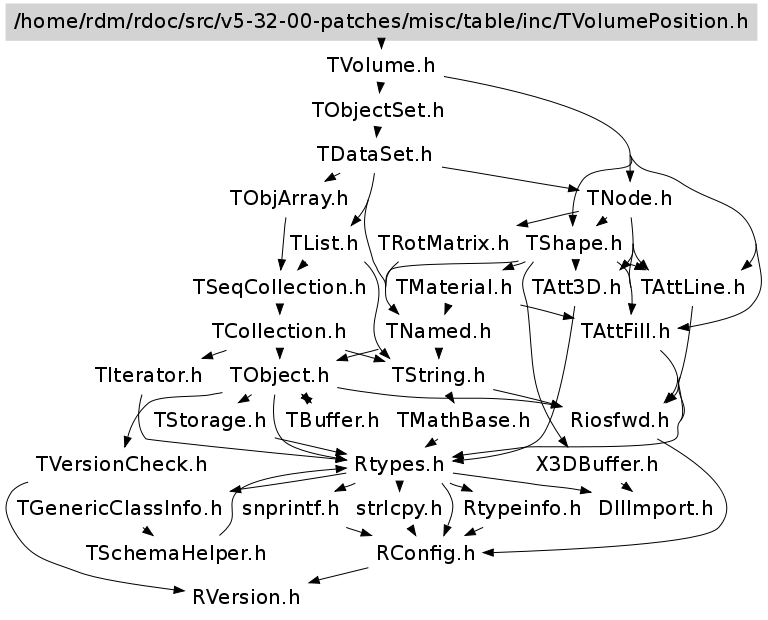 /home/rdm/rdoc/src/v5-32-00-patches/misc/table/inc/TVolumePosition.h
TVolume.h
TObjectSet.h
TDataSet.h
TObjArray.h
TNode.h
TList.h
TRotMatrix.h
TShape.h
TSeqCollection.h
TMaterial.h
TAtt3D.h
TAttLine.h
TCollection.h
TNamed.h
TAttFill.h
TIterator.h
TObject.h
TString.h
TStorage.h
TBuffer.h
TMathBase.h
Riosfwd.h
TVersionCheck.h
Rtypes.h
X3DBuffer.h
TGenericClassInfo.h
snprintf.h
strlcpy.h
Rtypeinfo.h
DllImport.h
TSchemaHelper.h
RConfig.h
RVersion.h